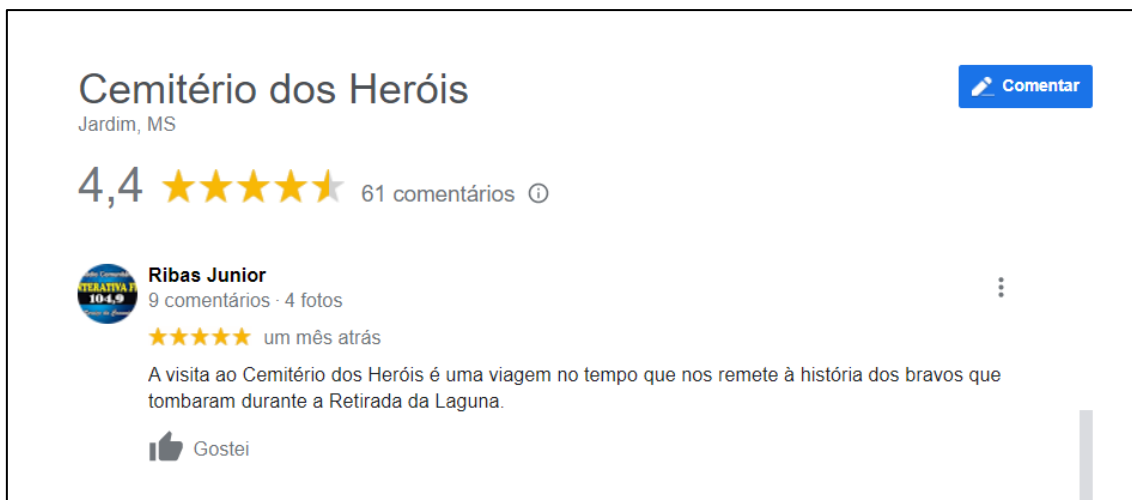 Cemitério dos Heróis
Comentar
Jardim, MS
4,4 61 comentários
Ribas Junior
104,9
9 comentários · 4 fotos
um mês atrás
A visita ao Cemitério dos Heróis é uma viagem no tempo que nos remete à história dos bravos que
tombaram durante a Retirada da Laguna.
Gostei